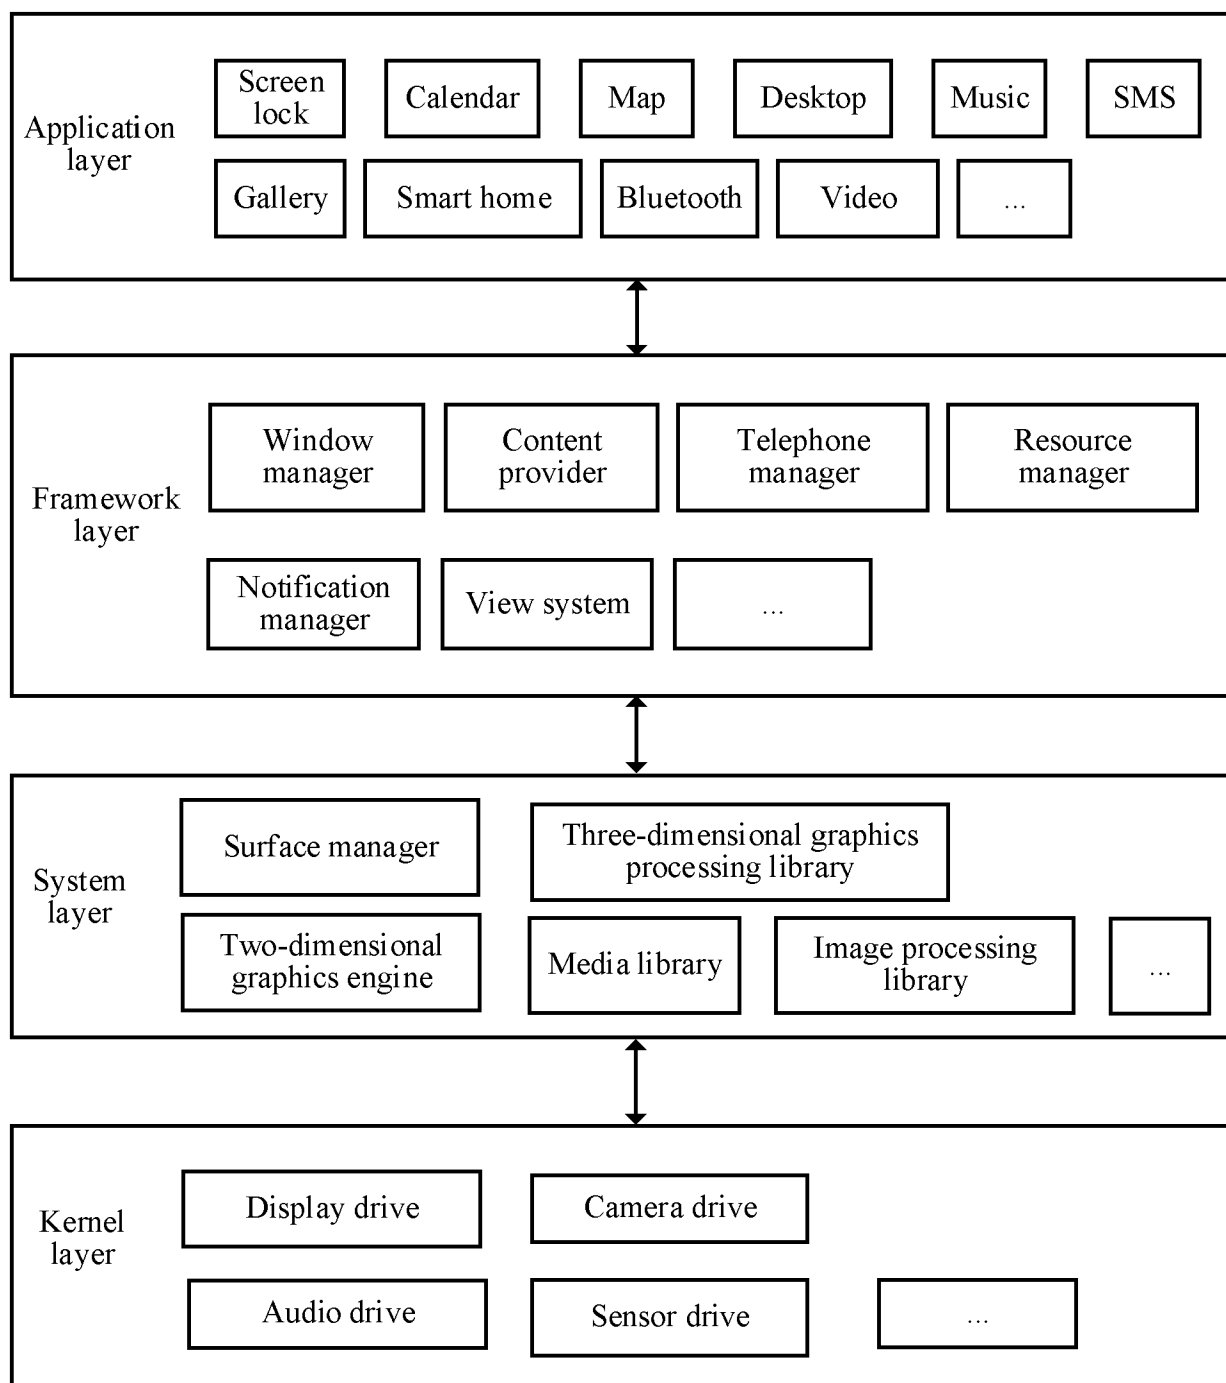 Application
layer
Screen
lock
Calendar
Map
Desktop
Music
SMS
Gallery
Smart home
Bluetooth
Video
...
Framework
layer
Window
manager
Content
provider
Telephone
manager
Resource
manager
Notification
manager
View system
...
System
layer
Surface manager
Three-dimensional graphics
processing library
Two-dimensional
graphics engine
Media library
Image processing
library
...
Kernel
layer
Display drive
Camera drive
Audio drive
Sensor drive
...